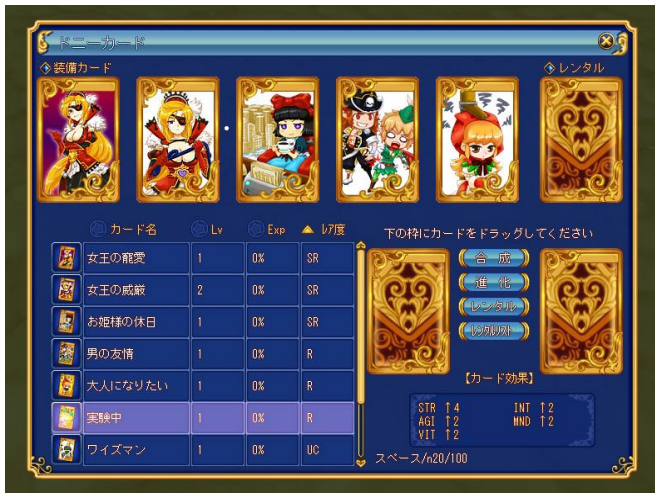 ドニーカード
装備カード
レンタル
カード名 Lv Exp レア度
女王の寵愛 1 0% SR
女王の威厳 2 0% SR
お姫様の休日 1 0% SR
男の友情 1 0% R
大人になりたい 1 0% R
実験中 1 0% R
ワイズマン 1 0% UC
下の枠にカードをドラッグしてください
合成
進化
レンタル
レンタルリスト
【カード効果】
STR ↑4 INT ↑2
AGI ↑2 MND ↑2
VIT ↑2
スペース/n20/100